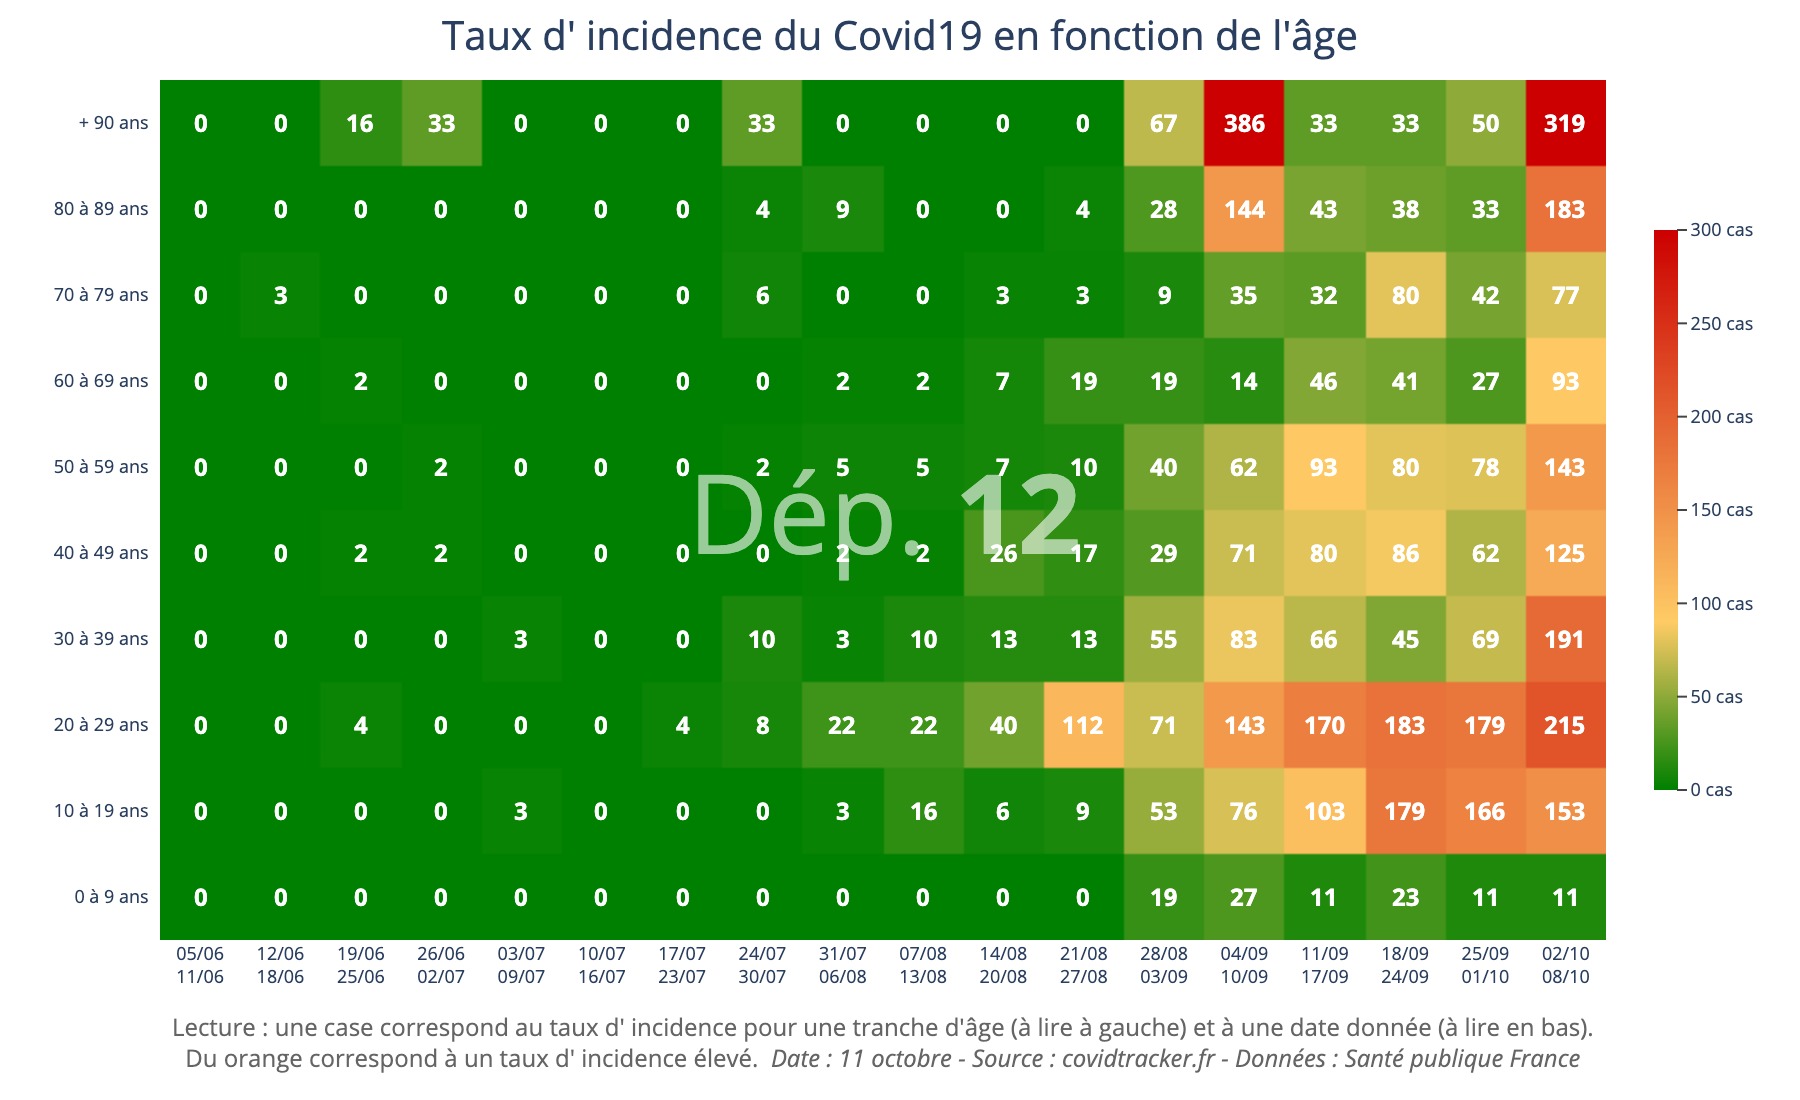 Taux d' incidence du Covid19 en fonction de l'âge
+ 90 ans 0 0 16 33 0 0 0 33 0 0 0 0 67 386 33 33 50 319
80 à 89 ans 0 0 0 0 0 0 0 4 9 0 0 4 28 144 43 38 33 183
70 à 79 ans 0 3 0 0 0 0 0 6 0 0 3 3 9 35 32 80 42 77
60 à 69 ans 0 0 2 0 0 0 0 0 2 2 7 19 19 14 46 41 27 93
50 à 59 ans 0 0 0 2 0 0 0 2 5 5 7 10 40 62 93 80 78 143
Dép. 12
40 à 49 ans 0 0 2 2 0 0 0 0 2 2 26 17 29 71 80 86 62 125
30 à 39 ans 0 0 0 0 3 0 0 10 3 10 13 13 55 83 66 45 69 191
20 à 29 ans 0 0 4 0 0 0 4 8 22 22 40 112 71 143 170 183 179 215
10 à 19 ans 0 0 0 0 3 0 0 0 3 16 6 9 53 76 103 179 166 153
0 à 9 ans 0 0 0 0 0 0 0 0 0 0 0 0 19 27 11 23 11 11
05/06 12/06 19/06 26/06 03/07 10/07 17/07 24/07 31/07 07/08 14/08 21/08 28/08 04/09 11/09 18/09 25/09 02/10
11/06 18/06 25/06 02/07 09/07 16/07 23/07 30/07 06/08 13/08 20/08 27/08 03/09 10/09 17/09 24/09 01/10 08/10
300 cas
250 cas
200 cas
150 cas
100 cas
50 cas
0 cas
Lecture : une case correspond au taux d' incidence pour une tranche d'âge (à lire à gauche) et à une date donnée (à lire en bas).
Du orange correspond à un taux d' incidence élevé. Date : 11 octobre - Source : covidtracker.fr - Données : Santé publique France